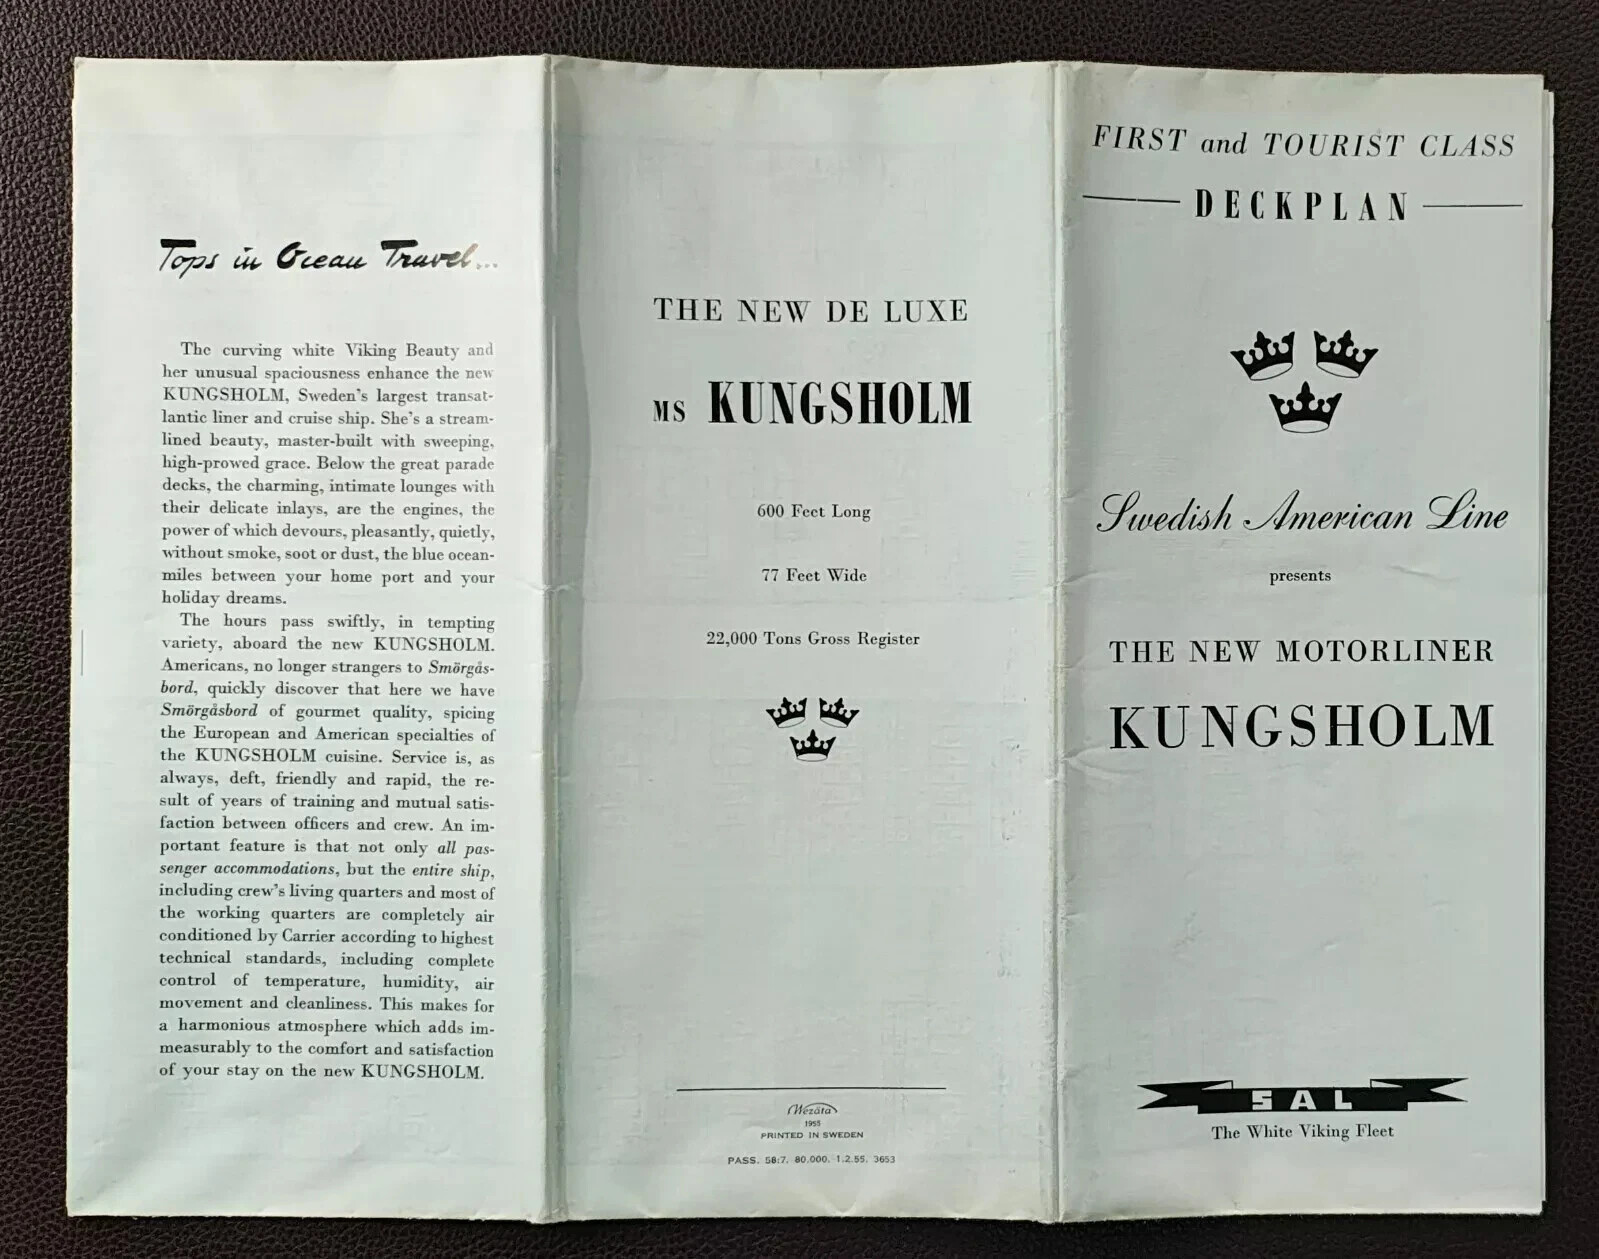 Tops in Ocean Travel...
The curving white Viking Beauty and
her unusual spaciousness enhance the new
KUNGSHOLM, Sweden's largest transat-
lantic liner and cruise ship. She's a stream-
lined beauty, master-built with sweeping,
high-prowed grace. Below the great parade
decks, the charming, intimate lounges with
their delicate inlays, are the engines, the
power of which devours, pleasantly, quietly,
without smoke, soot or dust, the blue ocean-
miles between your home port and your
holiday dreams.
The hours pass swiftly, in tempting
variety, aboard the new KUNGSHOLM.
Americans, no longer strangers to Smörgås-
bord, quickly discover that here we have
Smörgåsbord of gourmet quality, spicing
the European and American specialties of
the KUNGSHOLM cuisine. Service is, as
always, deft, friendly and rapid, the re-
sult of years of training and mutual satis-
faction between officers and crew. An im-
portant feature is that not only all pas-
senger accommodations, but the entire ship,
including crew's living quarters and most of
the working quarters are completely air
conditioned by Carrier according to highest
technical standards, including complete
control of temperature, humidity, air
movement and cleanliness. This makes for
a harmonious atmosphere which adds im-
measurably to the comfort and satisfaction
of your stay on the new KUNGSHOLM.
THE NEW DE LUXE
MS KUNGSHOLM
600 Feet Long
77 Feet Wide
22,000 Tons Gross Register
Wezäta
1955
PRINTED IN SWEDEN
PASS. 58:7. 80.000. 1.2.55. 3653
FIRST and TOURIST CLASS
DECKPLAN
Swedish American Line
presents
THE NEW MOTORLINER
KUNGSHOLM
SAL
The White Viking Fleet